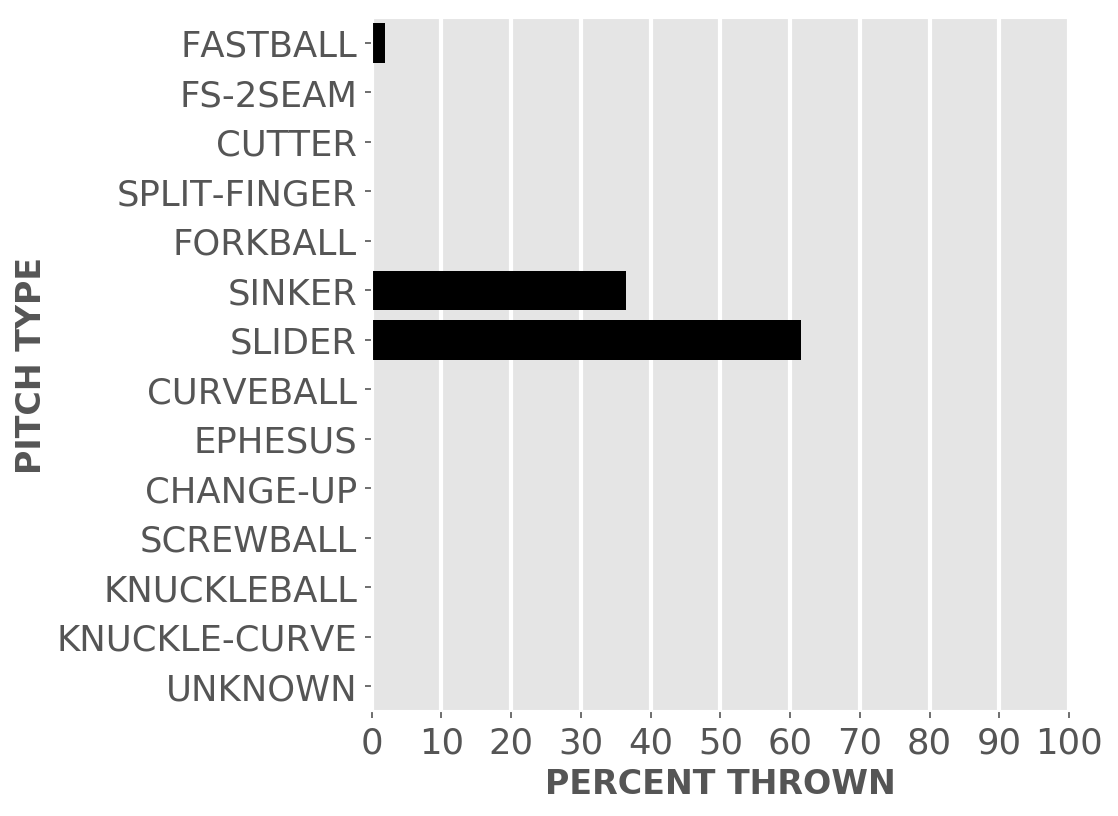 FASTBALL
FS-2SEAM
CUTTER
SPLIT-FINGER
FORKBALL
SINKER
SLIDER
CURVEBALL
EPHESUS
CHANGE-UP
SCREWBALL
KNUCKLEBALL
KNUCKLE-CURVE
UNKNOWN
PITCH TYPE
0 10 20 30 40 50 60 70 80 90 100
PERCENT THROWN